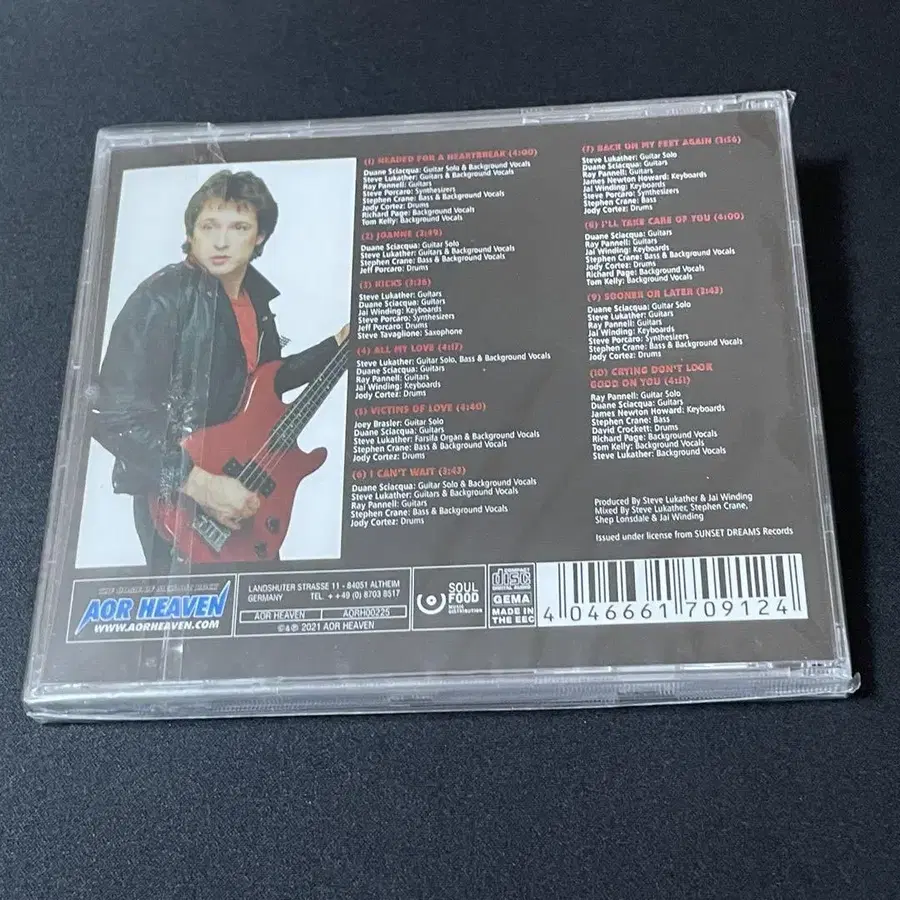 (1) HEADED FOR A HEARTBREAK (4:00)
Duane Sciacqua: Guitar Solo & Background Vocals
Steve Lukather: Guitars & Background Vocals
Ray Pannell: Guitars
Steve Porcaro: Synthesizers
Stephen Crane: Bass & Background Vocals
Jody Cortez: Drums
Richard Page: Background Vocals
Tom Kelly: Background Vocals
(2) JOANNE (3:49)
Duane Sciacqua: Guitar Solo
Steve Lukather: Guitars & Background Vocals
Stephen Crane: Bass & Background Vocals
Jeff Porcaro: Drums
(3) KICKS (3:36)
Steve Lukather: Guitars
Duane Sciacqua: Guitars
Jai Winding: Keyboards
Steve Porcaro: Synthesizers
Jeff Porcaro: Drums
Steve Tavaglione: Saxophone
(4) ALL MY LOVE (4:17)
Steve Lukather: Guitar Solo, Bass & Background Vocals
Duane Sciacqua: Guitars
Ray Pannell: Guitars
Jai Winding: Keyboards
Jody Cortez: Drums
(5) VICTIMS OF LOVE (4:40)
Joey Brasler: Guitar Solo
Duane Sciacqua: Guitars
Steve Lukather: Farsifa Organ & Background Vocals
Stephen Crane: Bass & Background Vocals
Jody Cortez: Drums
(6) I CAN'T WAIT (3:43)
Duane Sciacqua: Guitar Solo & Background Vocals
Steve Lukather: Guitars & Background Vocals
Ray Pannell: Guitars
Stephen Crane: Bass & Background Vocals
Jody Cortez: Drums
(7) BACK ON MY FEET AGAIN (3:56)
Steve Lukather: Guitar Solo
Duane Sciacqua: Guitars
Ray Pannell: Guitars
James Newton Howard: Keyboards
Jai Winding: Keyboards
Steve Porcaro: Synthesizers
Stephen Crane: Bass
Jody Cortez: Drums
(8) I'LL TAKE CARE OF YOU (4:00)
Duane Sciacqua: Guitars
Ray Pannell: Guitars
Jai Winding: Keyboards
Stephen Crane: Bass & Background Vocals
Jody Cortez: Drums
Richard Page: Background Vocals
Tom Kelly: Background Vocals
(9) SOONER OR LATER (3:43)
Duane Sciacqua: Guitar Solo
Steve Lukather: Guitars
Ray Pannell: Guitars
Jai Winding: Keyboards
Steve Porcaro: Synthesizers
Stephen Crane: Bass & Background Vocals
Jody Cortez: Drums
(10) CRYING DON'T LOOK
GOOD ON YOU (4:51)
Ray Pannell: Guitar Solo
Duane Sciacqua: Guitars
James Newton Howard: Keyboards
Stephen Crane: Bass
David Crockett: Drums
Richard Page: Background Vocals
Tom Kelly: Background Vocals
Steve Lukather: Background Vocals
Produced By Steve Lukather & Jai Winding
Mixed By Steve Lukather, Stephen Crane,
Shep Lonsdale & Jai Winding
Issued under license from SUNSET DREAMS Records
AOR HEAVEN
WWW.AORHEAVEN.COM
LANDSHUTER STRASSE 11 - 84051 ALTHEIM
GERMANY TEL. + +49 (0) 8703 8517
AOR HEAVEN AORH00225
©&℗ 2021 AOR HEAVEN
SOUL
FOOD
MUSIC
DISTRIBUTION
COMPACT
disc
DIGITAL AUDIO
GEMA
MADE IN
THE EEC
4 046661 709124